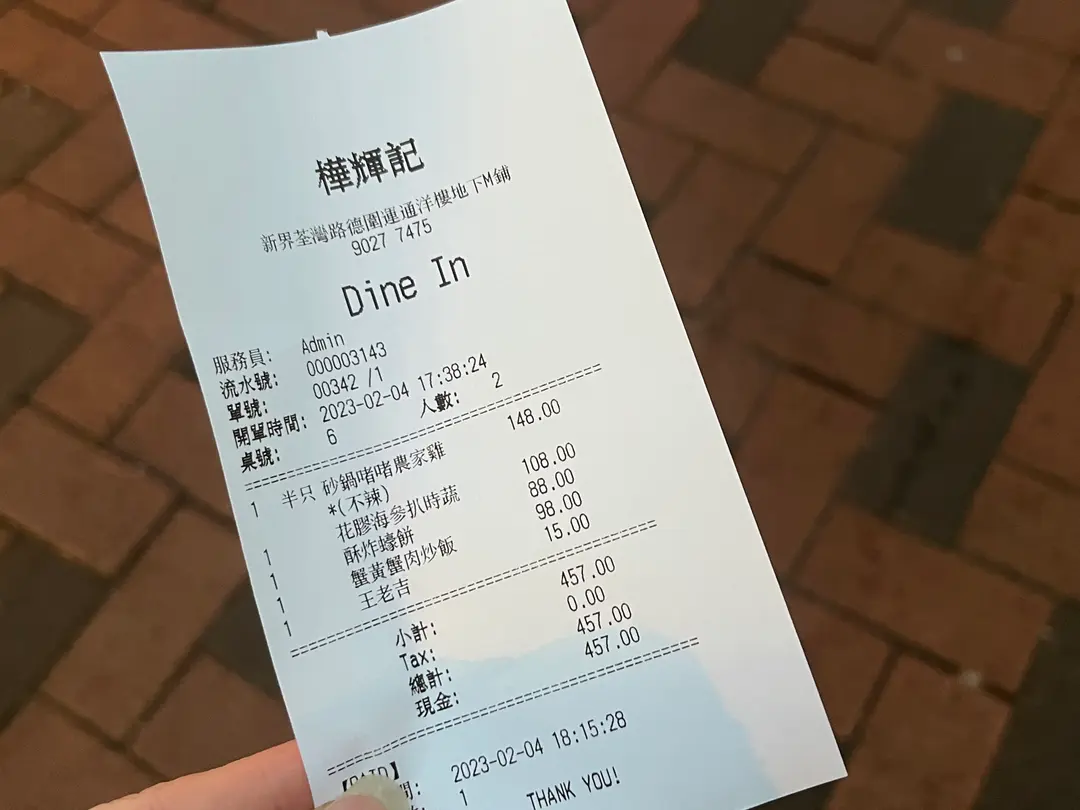 樺輝記
新界荃灣路德圍運通洋樓地下M鋪
9027 7475
Dine In
服務員: Admin
流水號: 000003143
單號: 00342 /1
開單時間: 2023-02-04 17:38:24
桌號: 6 人數: 2
1 半只 砂鍋啫啫農家雞 148.00
*(不辣)
1 花膠海參扒時蔬 108.00
1 酥炸蠔餅 88.00
1 蟹黃蟹肉炒飯 98.00
1 王老吉 15.00
小計: 457.00
Tax: 0.00
總計: 457.00
現金: 457.00
【PAID】
2023-02-04 18:15:28
1
THANK YOU!